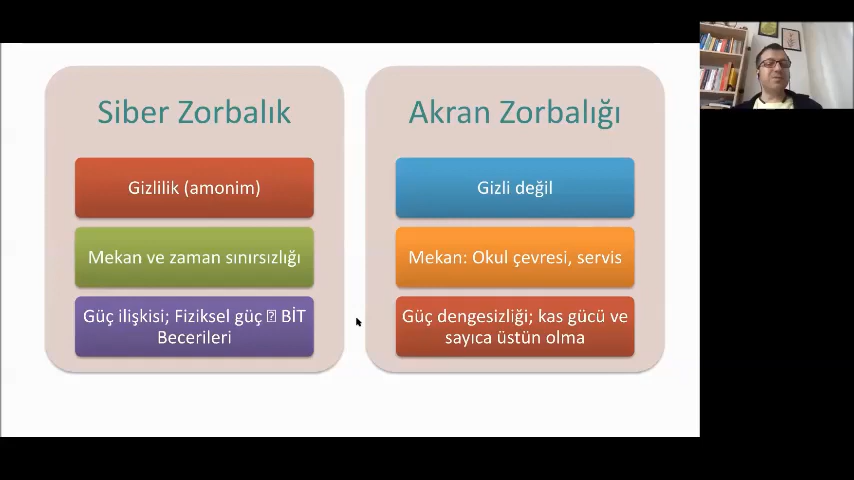 Siber Zorbalık
Gizlilik (amonim)
Mekan ve zaman sınırsızlığı
Güç ilişkisi; Fiziksel güç ⍰ BİT
Becerileri
Akran Zorbalığı
Gizli değil
Mekan: Okul çevresi, servis
Güç dengesizliği; kas gücü ve
sayıca üstün olma